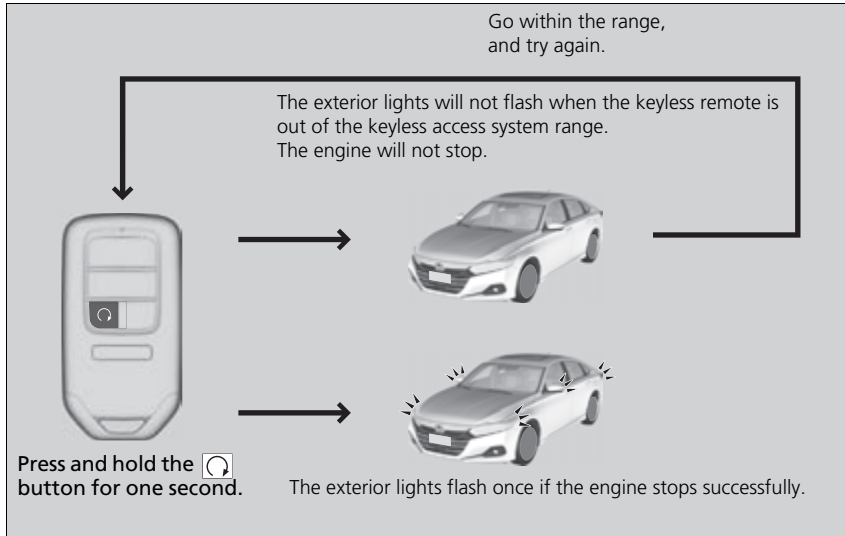 Go within the range,
and try again.
The exterior lights will not flash when the keyless remote is
out of the keyless access system range.
The engine will not stop.
Press and hold the
button for one second.
The exterior lights flash once if the engine stops successfully.